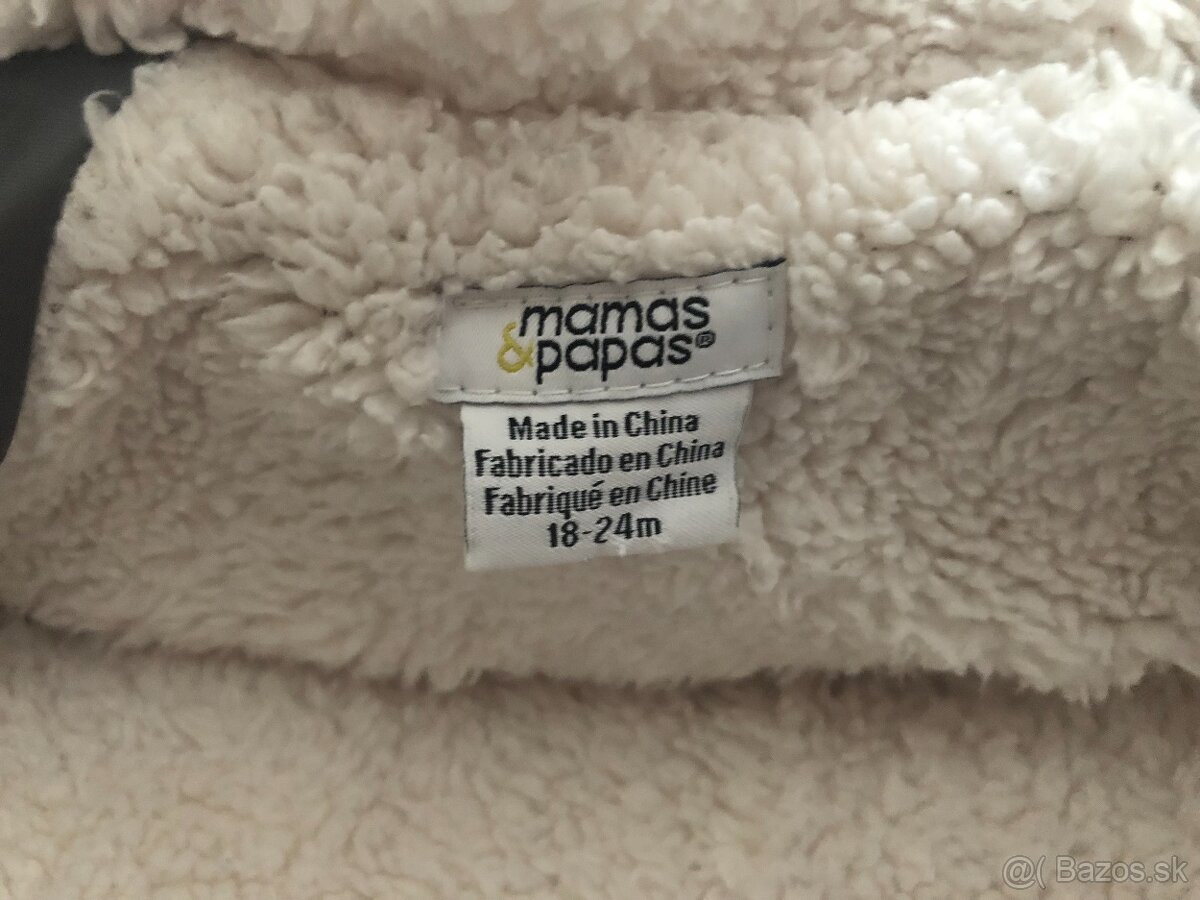 mamas
&papas®
Made in China
Fabricado en China
Fabriqué en Chine
18-24m
@( Bazos.sk